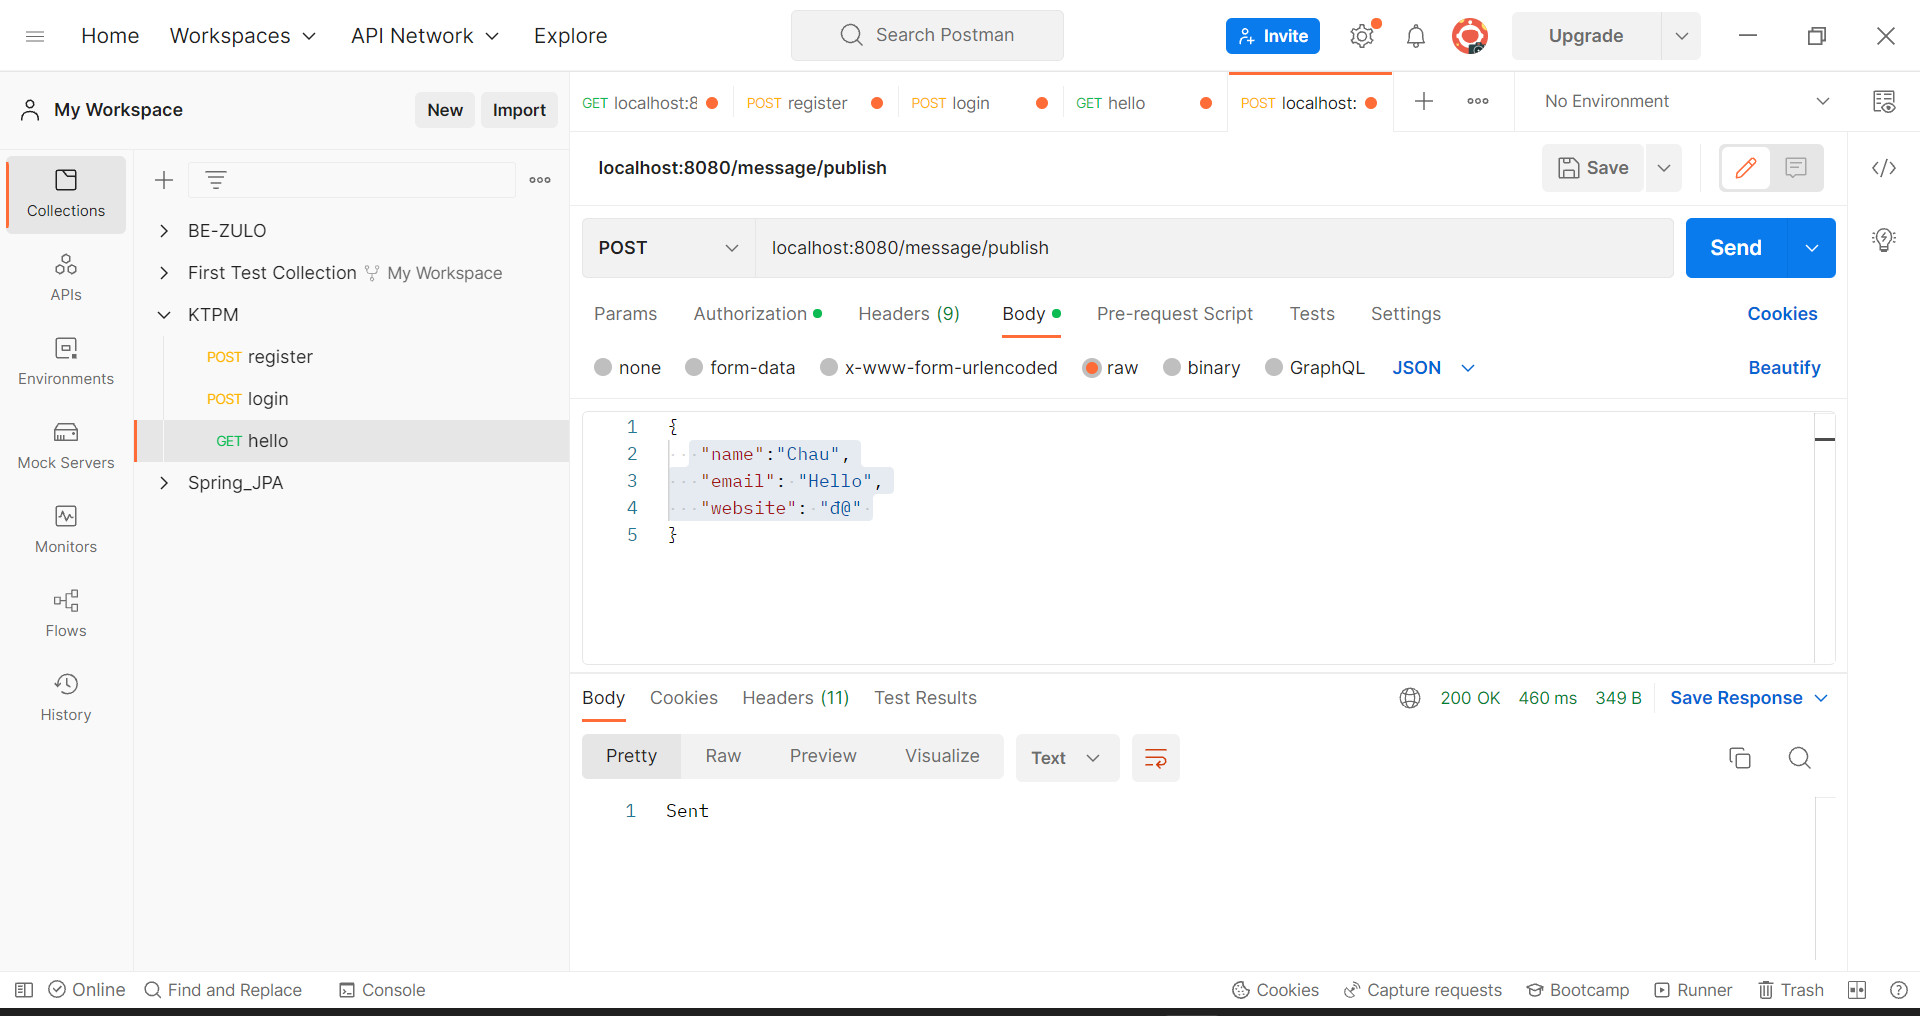 Home Workspaces API Network Explore Search Postman Invite Upgrade
My Workspace New Import
GET localhost:8 POST register POST login GET hello POST localhost: No Environment
Collections
APIs
Environments
Mock Servers
Monitors
Flows
History
BE-ZULO
First Test Collection My Workspace
KTPM
POST register
POST login
GET hello
Spring_JPA
localhost:8080/message/publish Save
POST localhost:8080/message/publish Send
Params Authorization Headers (9) Body Pre-request Script Tests Settings Cookies
none form-data x-www-form-urlencoded raw binary GraphQL JSON Beautify
1 {
2 "name":"Chau",
3 "email": "Hello",
4 "website": "đ@"
5 }
Body Cookies Headers (11) Test Results 200 OK 460 ms 349 B Save Response
Pretty Raw Preview Visualize Text
1 Sent
Online Find and Replace Console Cookies Capture requests Bootcamp Runner Trash